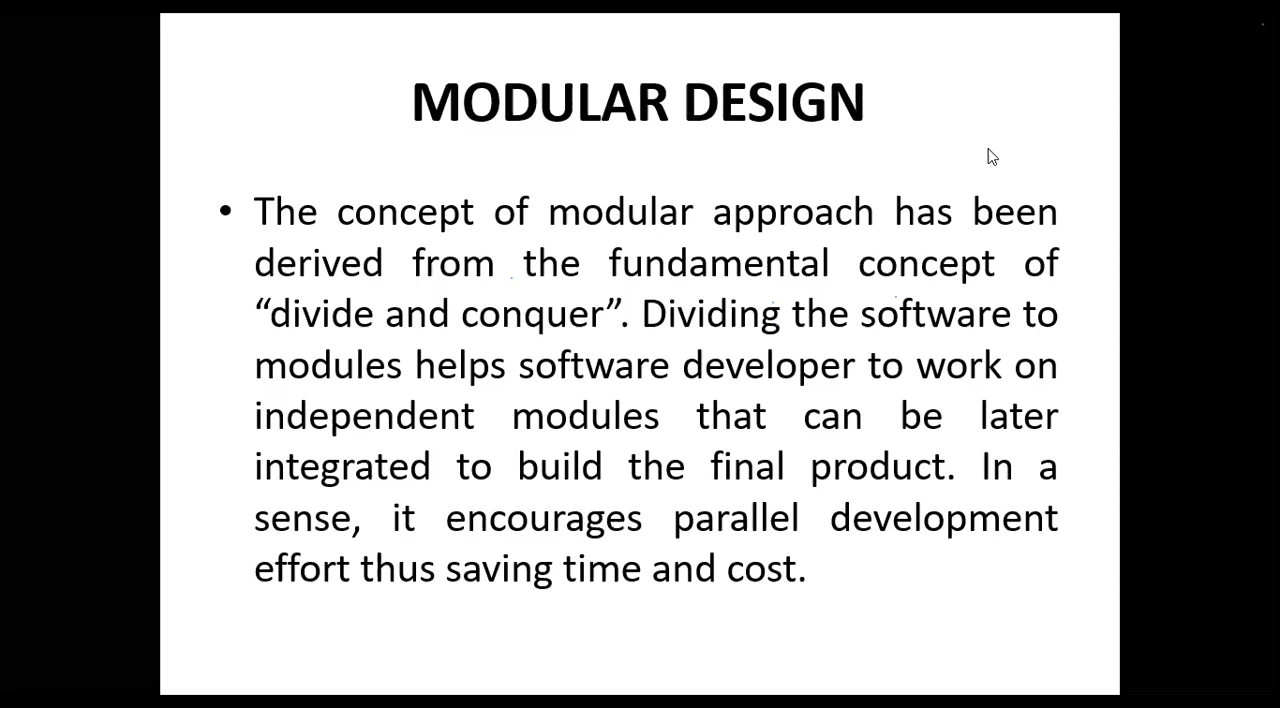 MODULAR DESIGN
• The concept of modular approach has been
derived from the fundamental concept of
“divide and conquer”. Dividing the software to
modules helps software developer to work on
independent modules that can be later
integrated to build the final product. In a
sense, it encourages parallel development
effort thus saving time and cost.